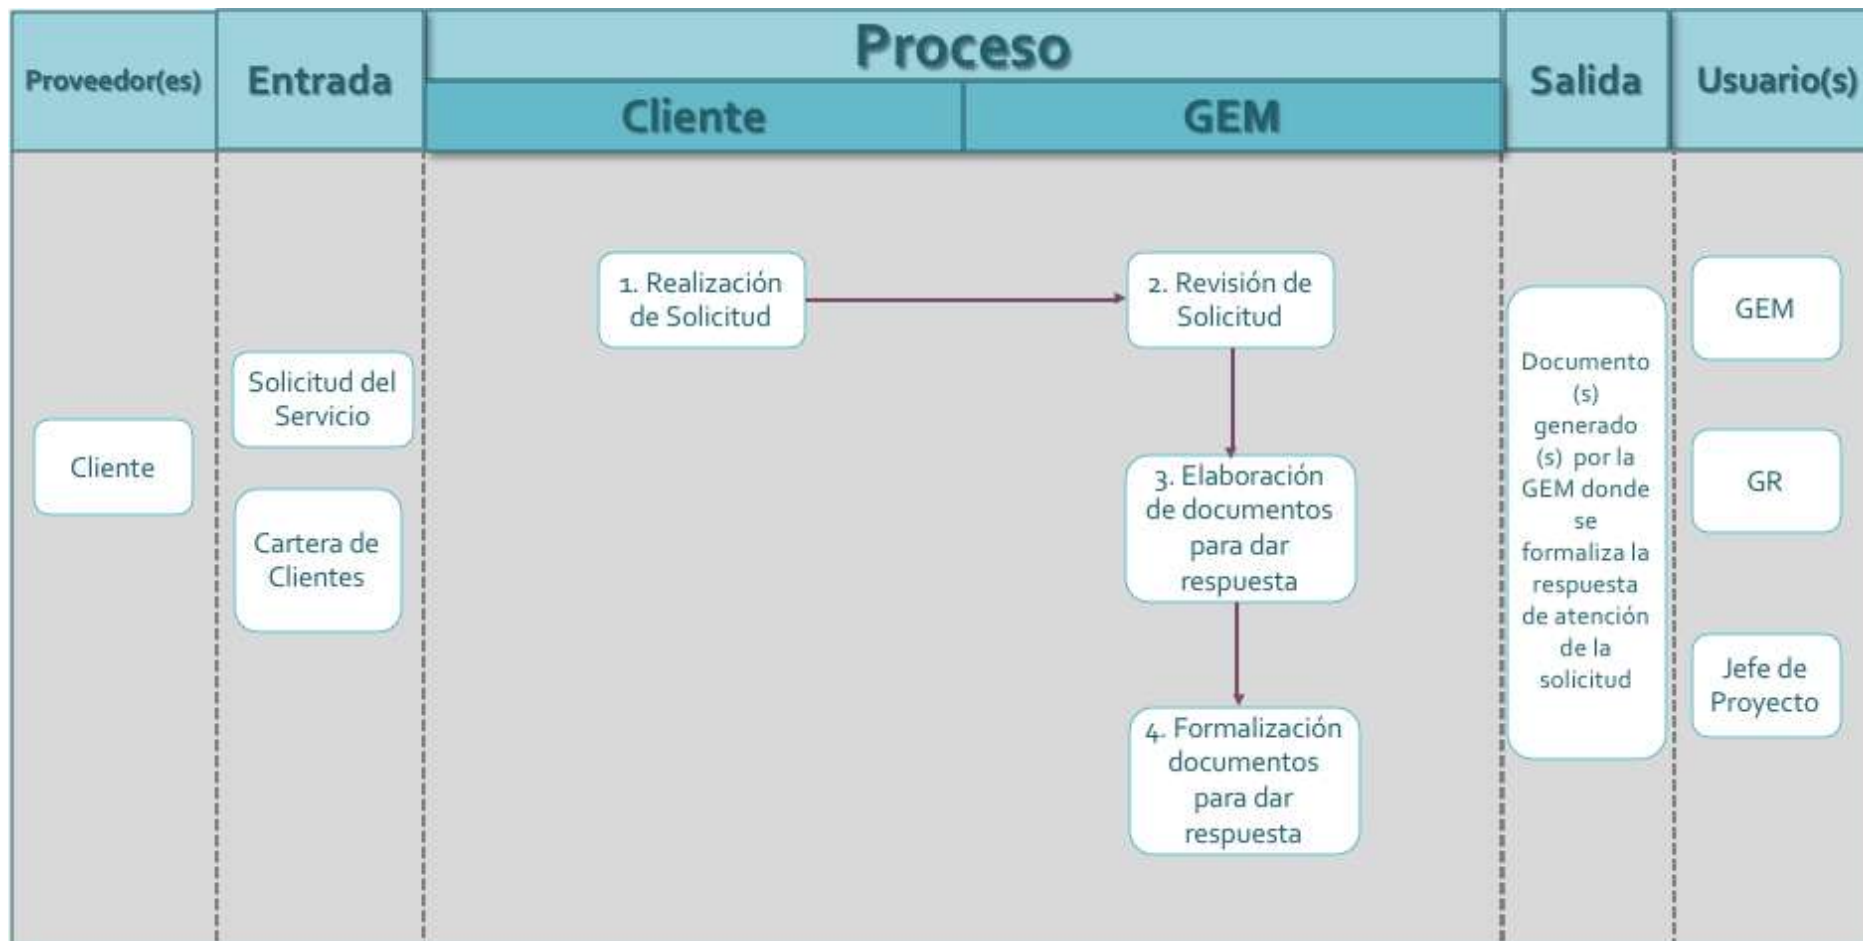 Proveedor(es)
Entrada
Proceso
Cliente
GEM
Salida
Usuario(s)
Cliente
Solicitud del
Servicio
Cartera de
Clientes
1. Realización
de Solicitud
2. Revisión de
Solicitud
3. Elaboración
de documentos
para dar
respuesta
4. Formalización
documentos
para dar
respuesta
Documento
(s)
generado
(s) por la
GEM donde
se
formaliza la
respuesta
de atención
de la
solicitud
GEM
GR
Jefe de
Proyecto